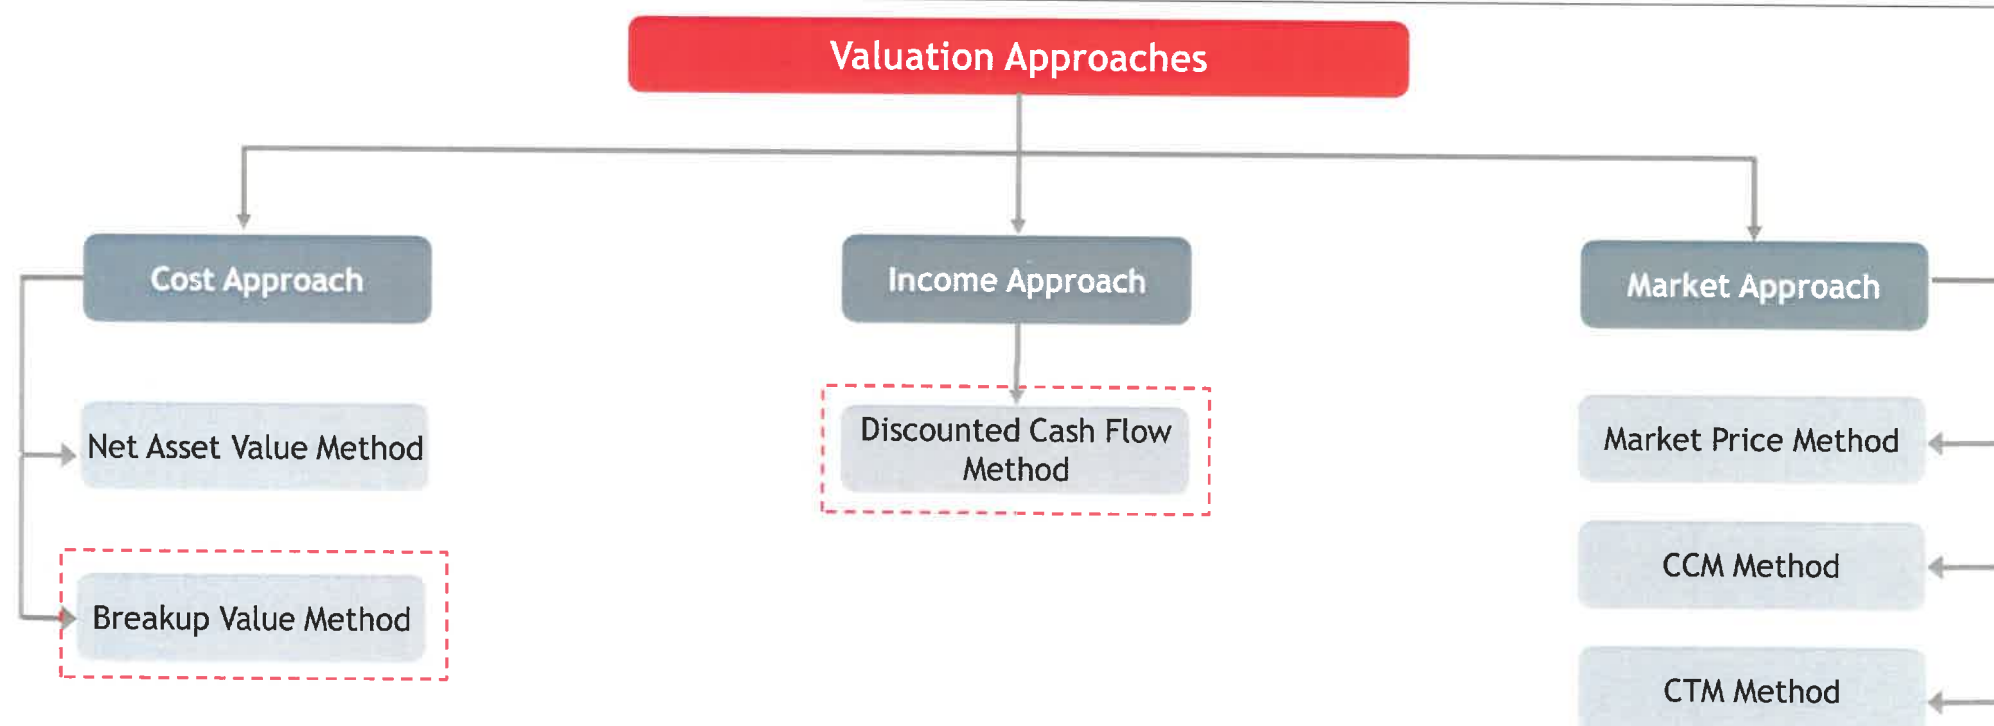 Valuation Approaches
Cost Approach
Income Approach
Market Approach
Net Asset Value Method
Discounted Cash Flow
Method
Market Price Method
Breakup Value Method
CCM Method
CTM Method